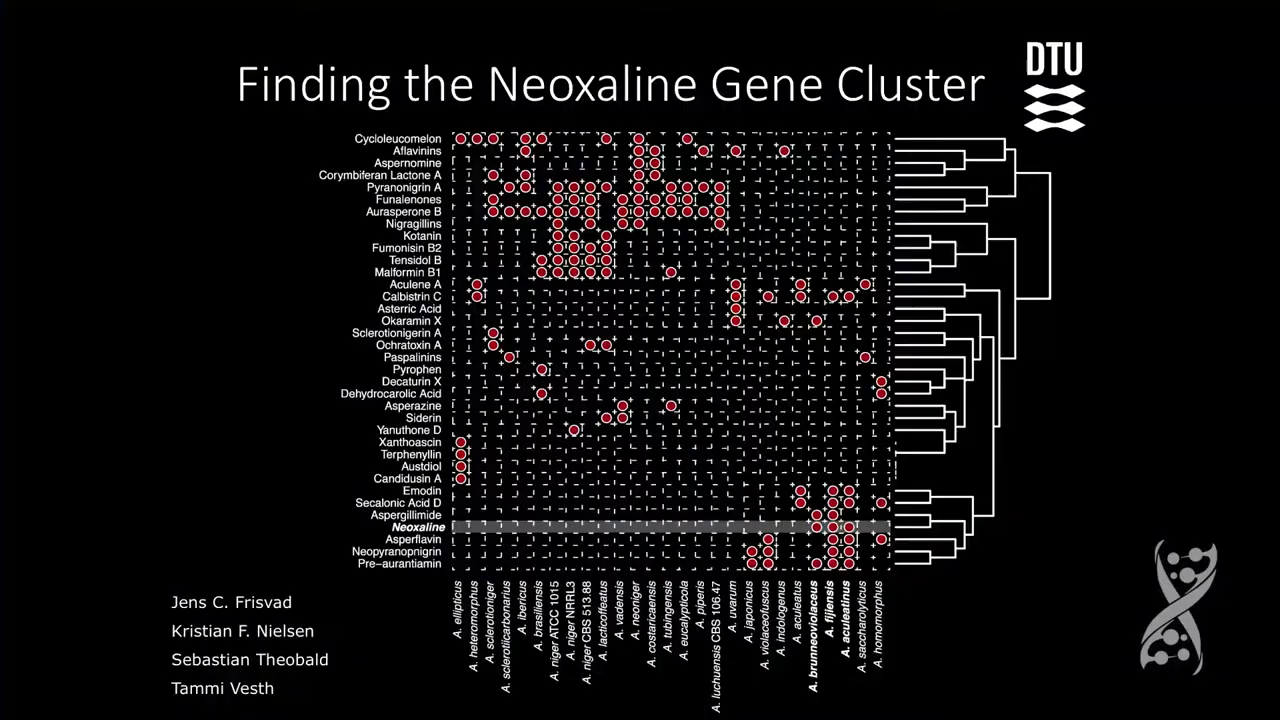 Finding the Neoxaline Gene Cluster
DTU
Cycloleucomelon
Aflavinins
Aspernomine
Corymbiferan Lactone A
Pyranonigrin A
Funalenones
Aurasperone B
Nigragillins
Kotanin
Fumonisin B2
Tensidol B
Malformin B1
Aculene A
Calbistrin C
Asterric Acid
Okaramin X
Sclerotionigerin A
Ochratoxin A
Paspalinins
Pyrophen
Decaturin X
Dehydrocarolic Acid
Asperazine
Siderin
Yanuthone D
Xanthoascin
Terphenyllin
Austdiol
Candidusin A
Emodin
Secalonic Acid D
Aspergillimide
Neoxaline
Asperflavin
Neopyranopnigrin
Pre−aurantiamin
A. ellipticus
A. heteromorphus
A. sclerotioniger
A. sclerotiicarbonarius
A. ibericus
A. brasiliensis
A. niger ATCC 1015
A. niger NRRL3
A. niger CBS 513.88
A. lacticoffeatus
A. vadensis
A. neoniger
A. costaricaensis
A. tubingensis
A. eucalypticola
A. piperis
A. luchuensis CBS 106.47
A. uvarum
A. japonicus
A. violaceofuscus
A. indologenus
A. aculeatus
A. brunneoviolaceus
A. fijiensis
A. aculeatinus
A. saccharolyticus
A. homomorphus
Jens C. Frisvad
Kristian F. Nielsen
Sebastian Theobald
Tammi Vesth